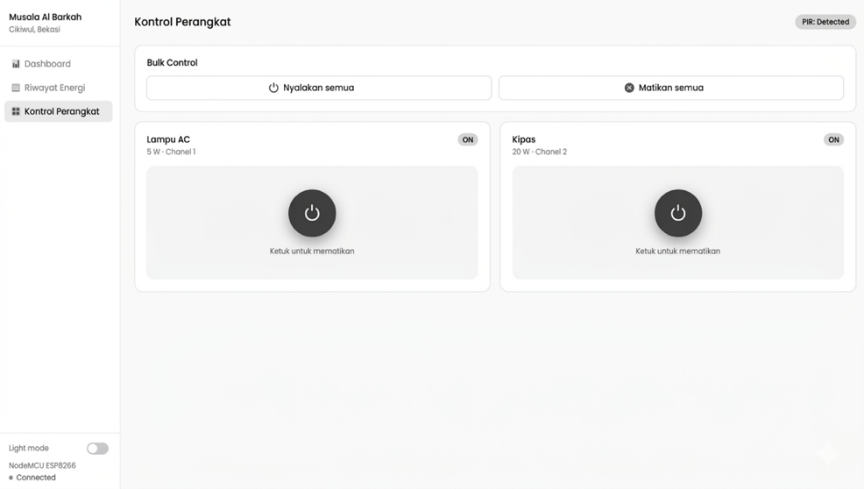 Musala Al Barkah
Cikiwul, Bekasi
Dashboard
Riwayat Energi
Kontrol Perangkat
Light mode
NodeMCU ESP8266
Connected
Kontrol Perangkat
PIR: Detected
Bulk Control
Nyalakan semua
Matikan semua
Lampu AC
ON
5 W · Chanel 1
Ketuk untuk mematikan
Kipas
ON
20 W · Chanel 2
Ketuk untuk mematikan